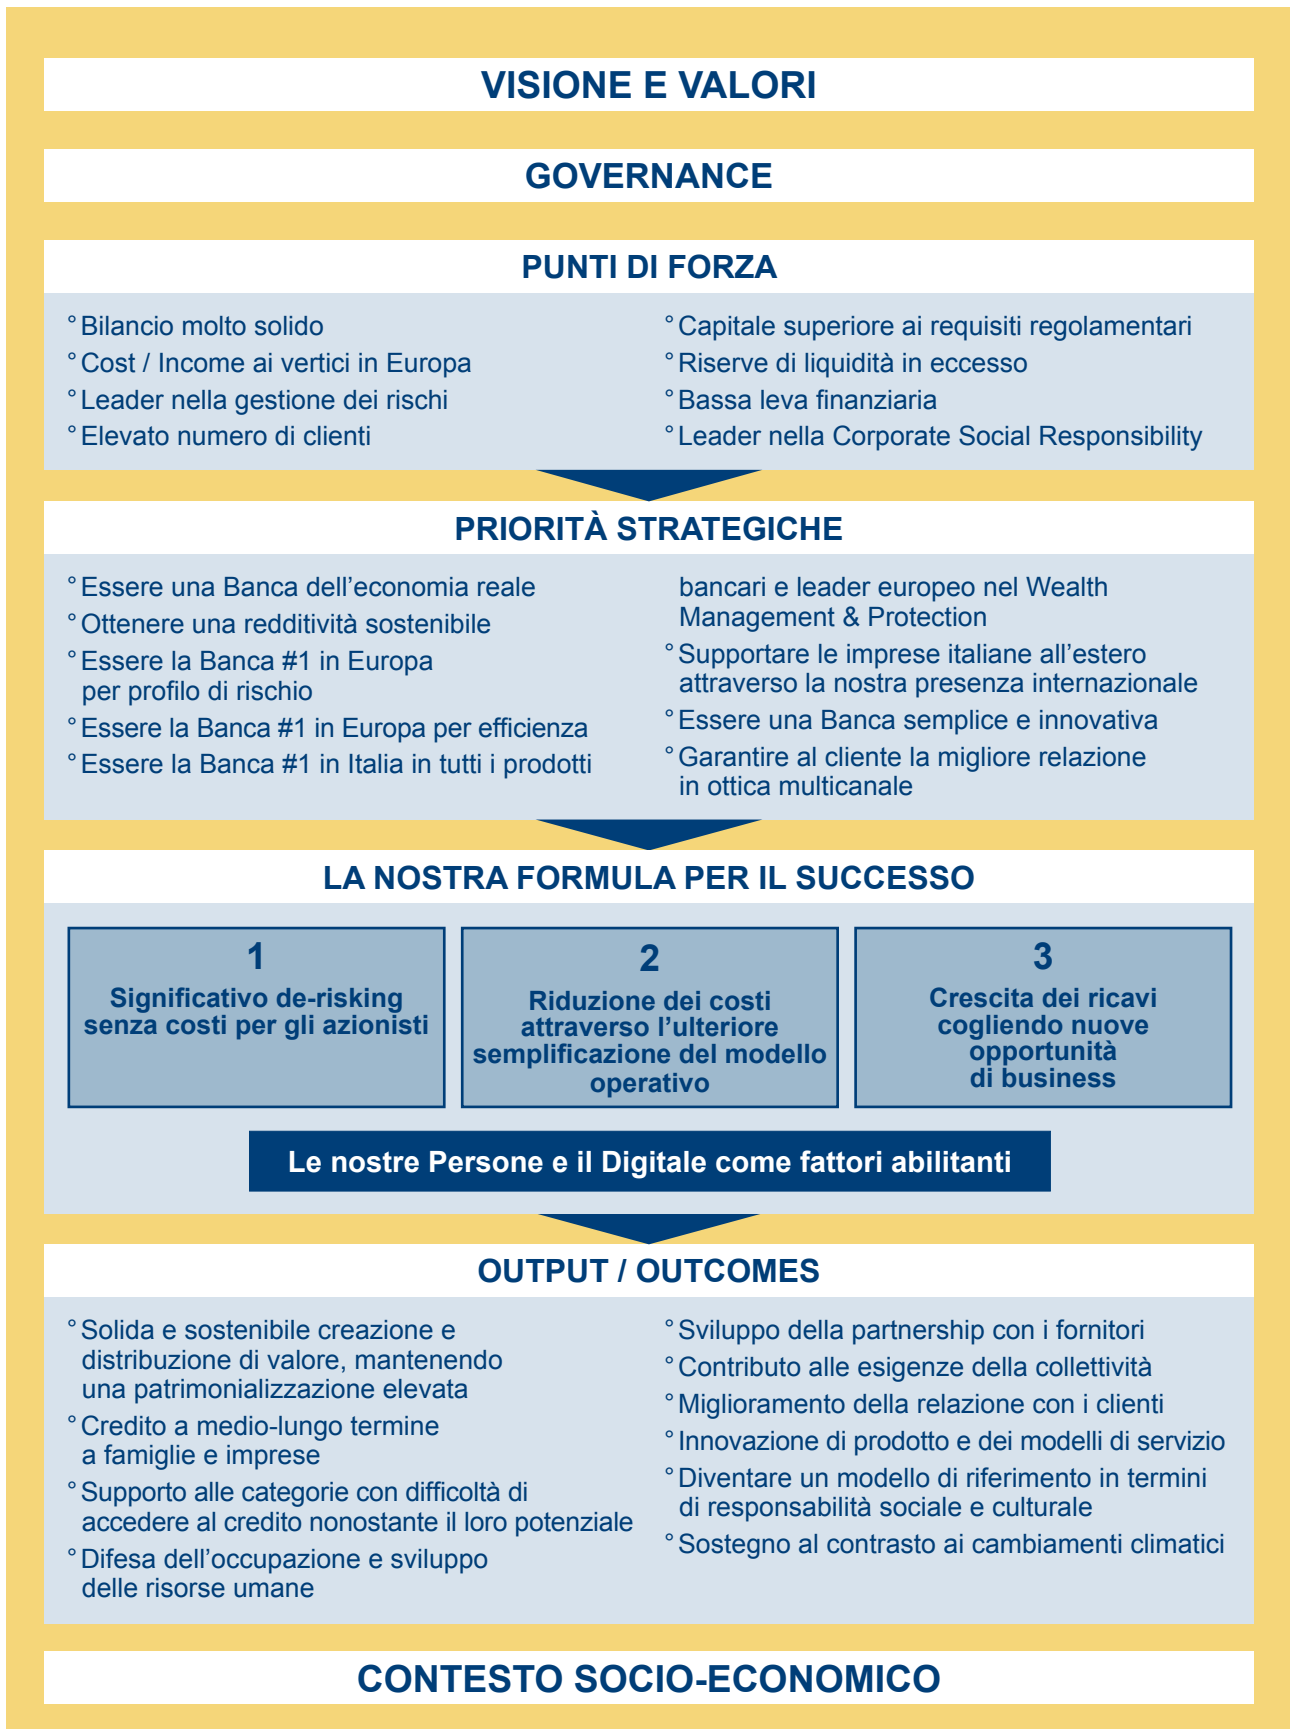 VISIONE E VALORI
GOVERNANCE
PUNTI DI FORZA
° Bilancio molto solido
° Cost / Income ai vertici in Europa
° Leader nella gestione dei rischi
° Elevato numero di clienti
° Capitale superiore ai requisiti regolamentari
° Riserve di liquidità in eccesso
° Bassa leva finanziaria
° Leader nella Corporate Social Responsibility
PRIORITÀ STRATEGICHE
° Essere una Banca dell’economia reale
° Ottenere una redditività sostenibile
° Essere la Banca #1 in Europa
per profilo di rischio
° Essere la Banca #1 in Europa per efficienza
° Essere la Banca #1 in Italia in tutti i prodotti
bancari e leader europeo nel Wealth
Management & Protection
° Supportare le imprese italiane all’estero
attraverso la nostra presenza internazionale
° Essere una Banca semplice e innovativa
° Garantire al cliente la migliore relazione
in ottica multicanale
LA NOSTRA FORMULA PER IL SUCCESSO
1
Significativo de-risking
senza costi per gli azionisti
2
Riduzione dei costi
attraverso l’ulteriore
semplificazione del modello
operativo
3
Crescita dei ricavi
cogliendo nuove
opportunità
di business
Le nostre Persone e il Digitale come fattori abilitanti
OUTPUT / OUTCOMES
° Solida e sostenibile creazione e
distribuzione di valore, mantenendo
una patrimonializzazione elevata
° Credito a medio-lungo termine
a famiglie e imprese
° Supporto alle categorie con difficoltà di
accedere al credito nonostante il loro potenziale
° Difesa dell’occupazione e sviluppo
delle risorse umane
° Sviluppo della partnership con i fornitori
° Contributo alle esigenze della collettività
° Miglioramento della relazione con i clienti
° Innovazione di prodotto e dei modelli di servizio
° Diventare un modello di riferimento in termini
di responsabilità sociale e culturale
° Sostegno al contrasto ai cambiamenti climatici
CONTESTO SOCIO-ECONOMICO